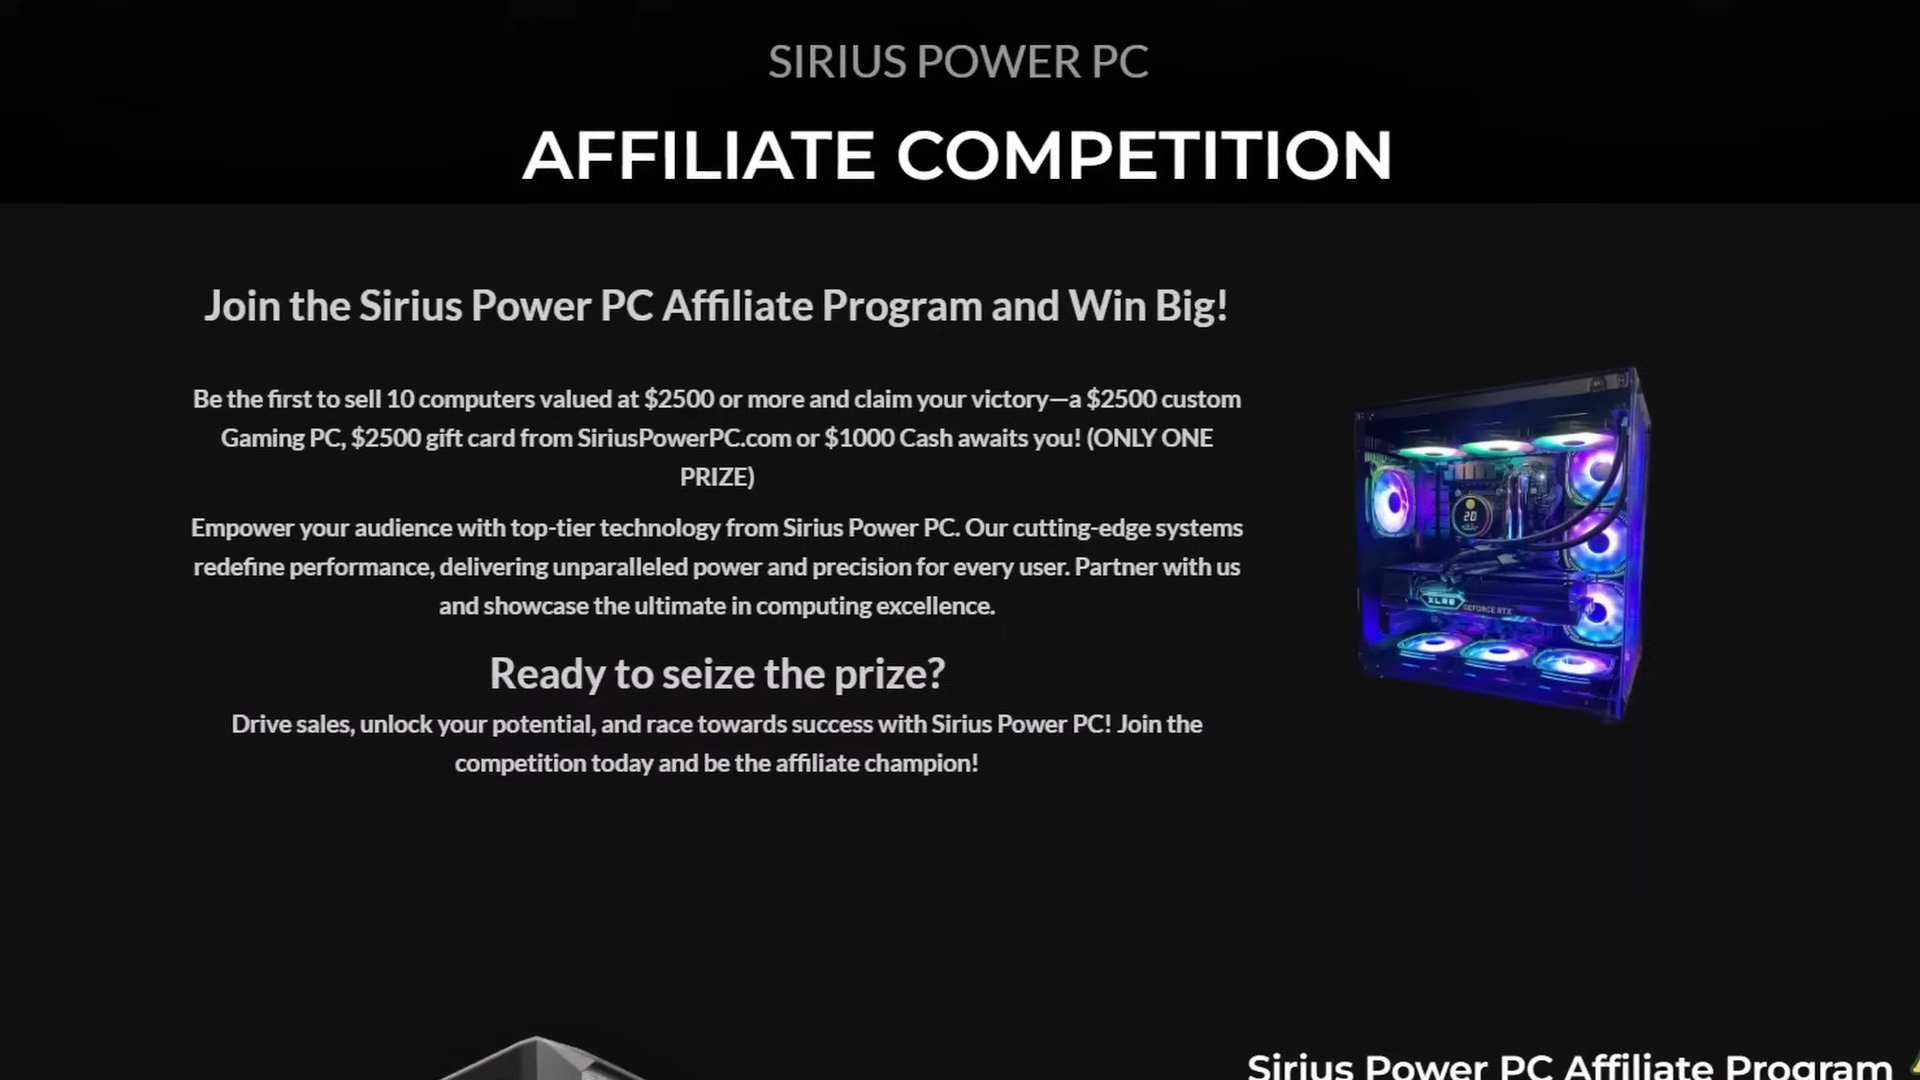 SIRIUS POWER PC
AFFILIATE COMPETITION
Join the Sirius Power PC Affiliate Program and Win Big!
Be the first to sell 10 computers valued at $2500 or more and claim your victory—a $2500 custom
Gaming PC, $2500 gift card from SiriusPowerPC.com or $1000 Cash awaits you! (ONLY ONE
PRIZE)
Empower your audience with top-tier technology from Sirius Power PC. Our cutting-edge systems
redefine performance, delivering unparalleled power and precision for every user. Partner with us
and showcase the ultimate in computing excellence.
Ready to seize the prize?
Drive sales, unlock your potential, and race towards success with Sirius Power PC! Join the
competition today and be the affiliate champion!
20
XLR8 GEFORCE RTX
Sirius Power PC Affiliate Program